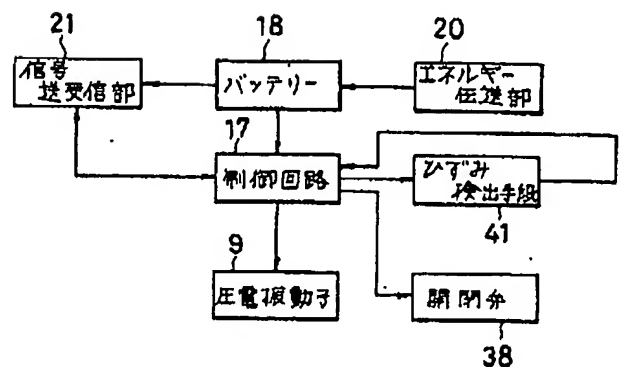 21
信号
送受信部
18
バッテリー
20
エネルギー
伝送部
17
制御回路
ひずみ
検出手紙
41
9
圧電振動子
開閉弁
38